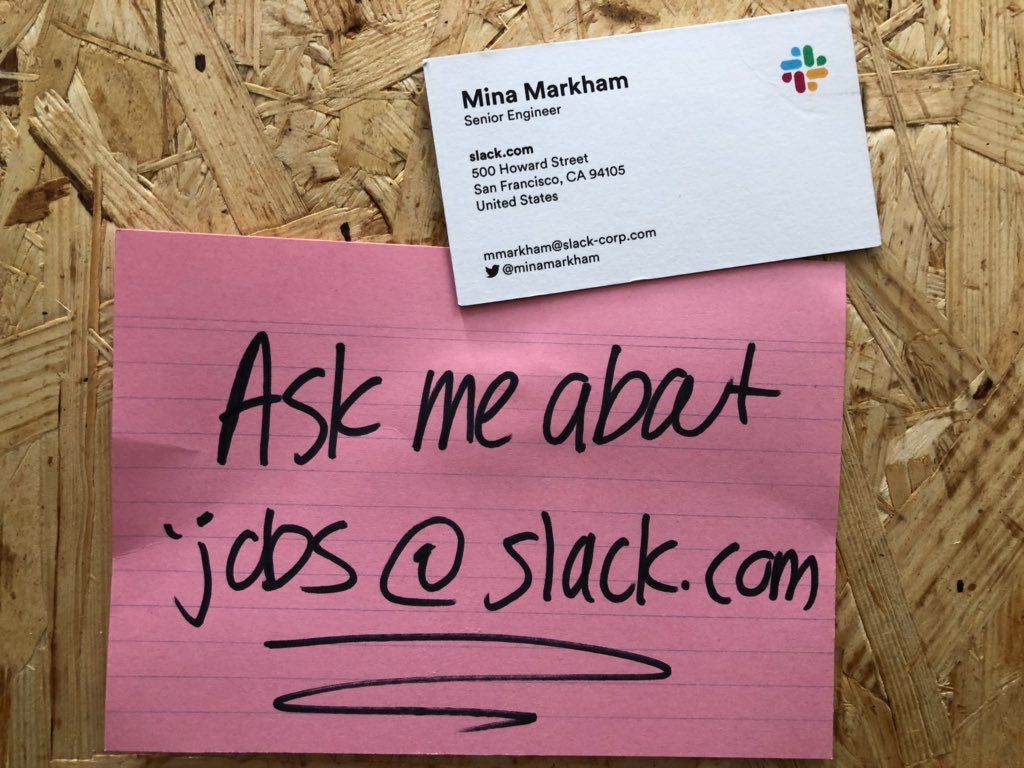 Mina Markham
Senior Engineer
slack.com
500 Howard Street
San Francisco, CA 94105
United States
mmarkham@slack-corp.com
@minamarkham
Ask me about
jobs @ slack.com